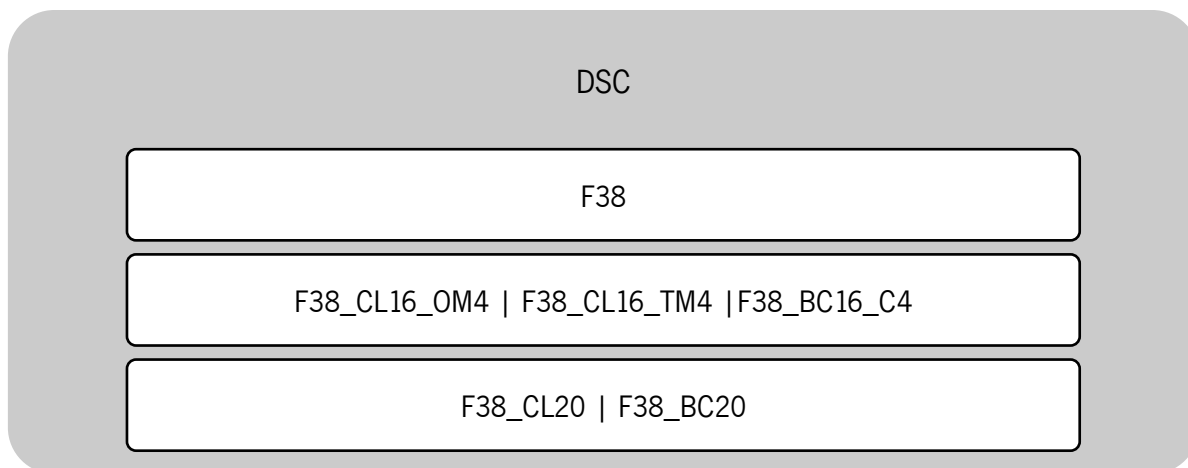 DSC
F38
F38_CL16_OM4 | F38_CL16_TM4 |F38_BC16_C4
F38_CL20 | F38_BC20